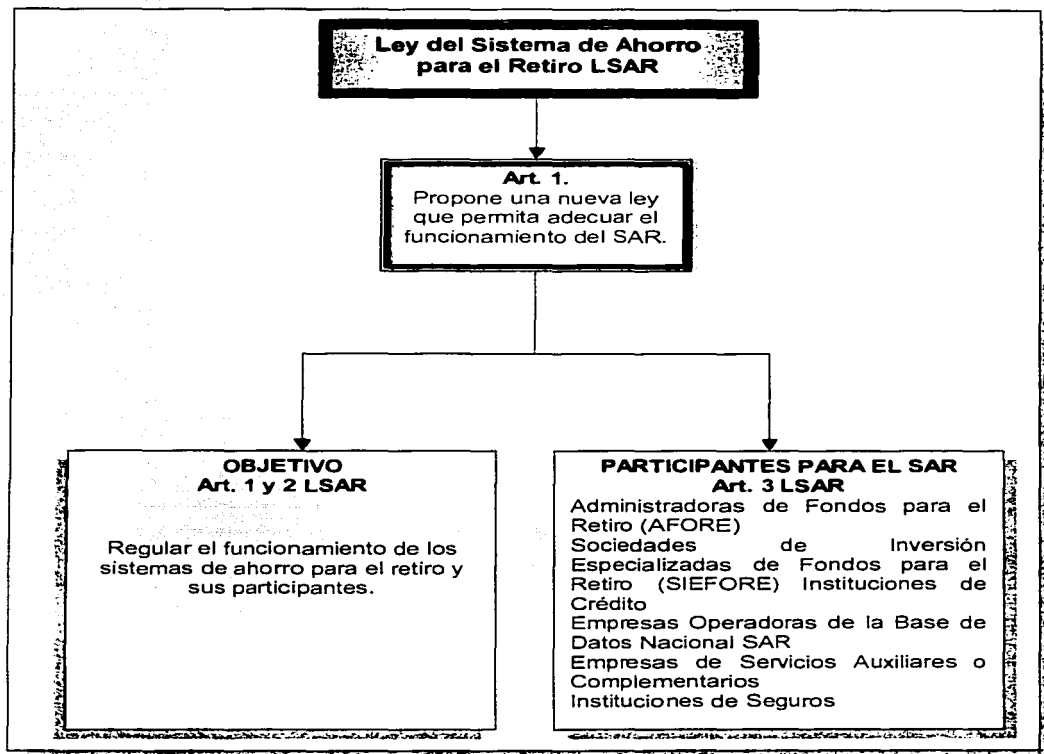 Ley del Sistema de Ahorro
para el Retiro LSAR
Art. 1.
Propone una nueva ley
que permita adecuar el
funcionamiento del SAR.
OBJETIVO
Art. 1 y 2 LSAR
Regular el funcionamiento de los
sistemas de ahorro para el retiro y
sus participantes.
PARTICIPANTES PARA EL SAR
Art. 3 LSAR
Administradoras de Fondos para el
Retiro (AFORE)
Sociedades de Inversión
Especializadas de Fondos para el
Retiro (SIEFORE) Instituciones de
Crédito
Empresas Operadoras de la Base de
Datos Nacional SAR
Empresas de Servicios Auxiliares o
Complementarios
Instituciones de Seguros